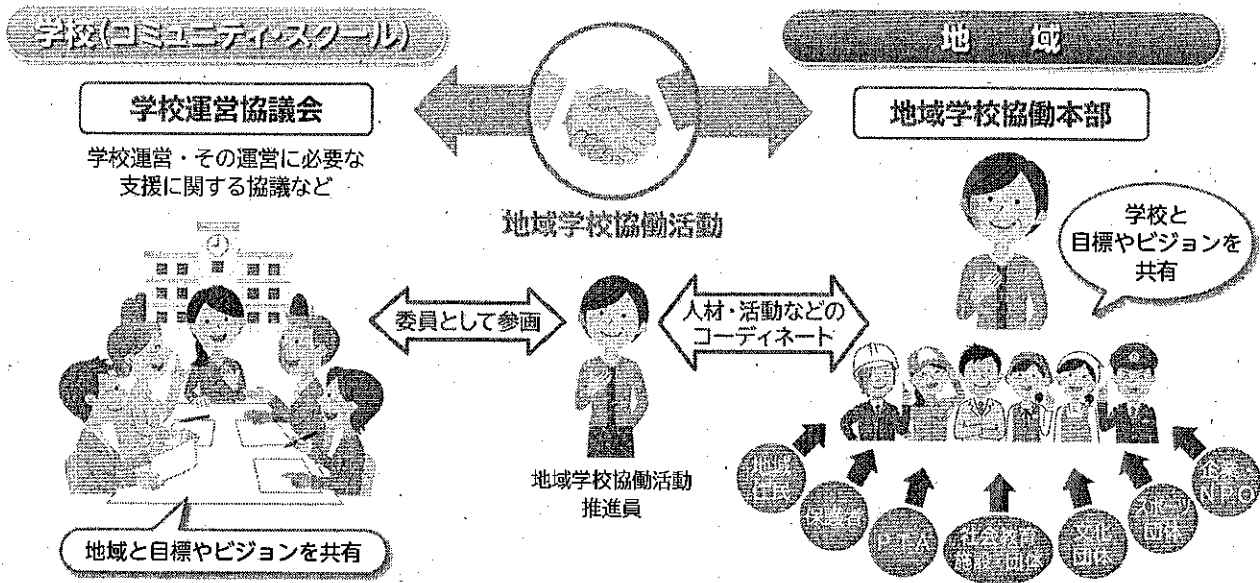 学校(コミュニティ・スクール)
学校運営協議会
学校運営・その運営に必要な
支援に関する協議など
地域学校協働活動
地　域
地域学校協働本部
学校と
目標やビジョンを
共有
委員として参画
人材・活動などの
コーディネート
地域学校協働活動
推進員
地域と目標やビジョンを共有
地域
住民
保護者
PTA
社会教育
施設・団体
文化
団体
スポーツ
団体
企業・
NPO